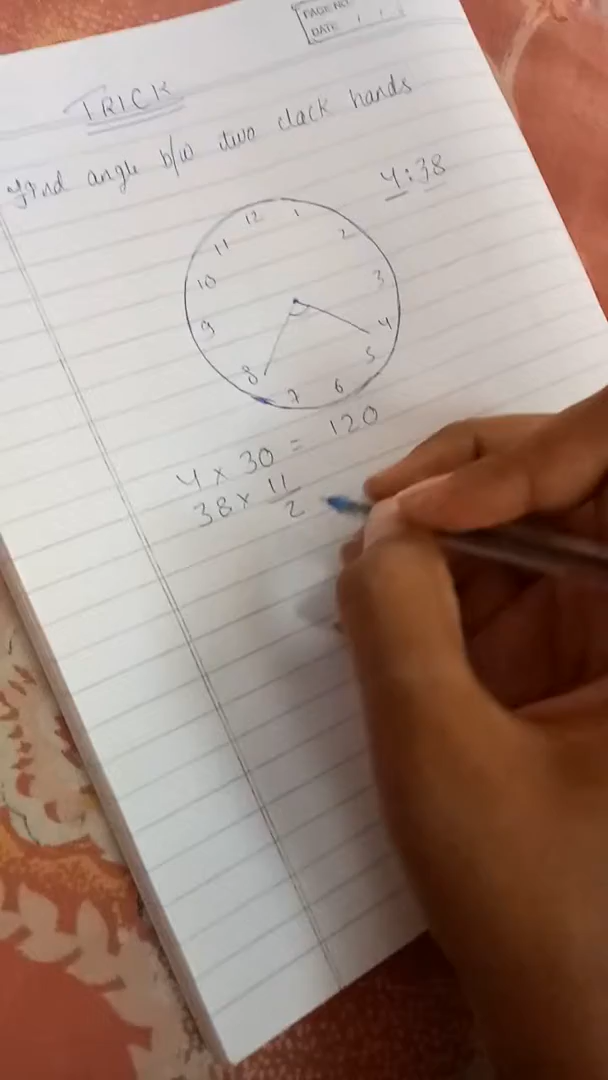 PAGE NO.
DATE
TRICK
Find angle b/w two clack hands
4:38
12 1
11 2
10 3
9 4
8 7 6 5
4 x 30 = 120
38 x 11/2